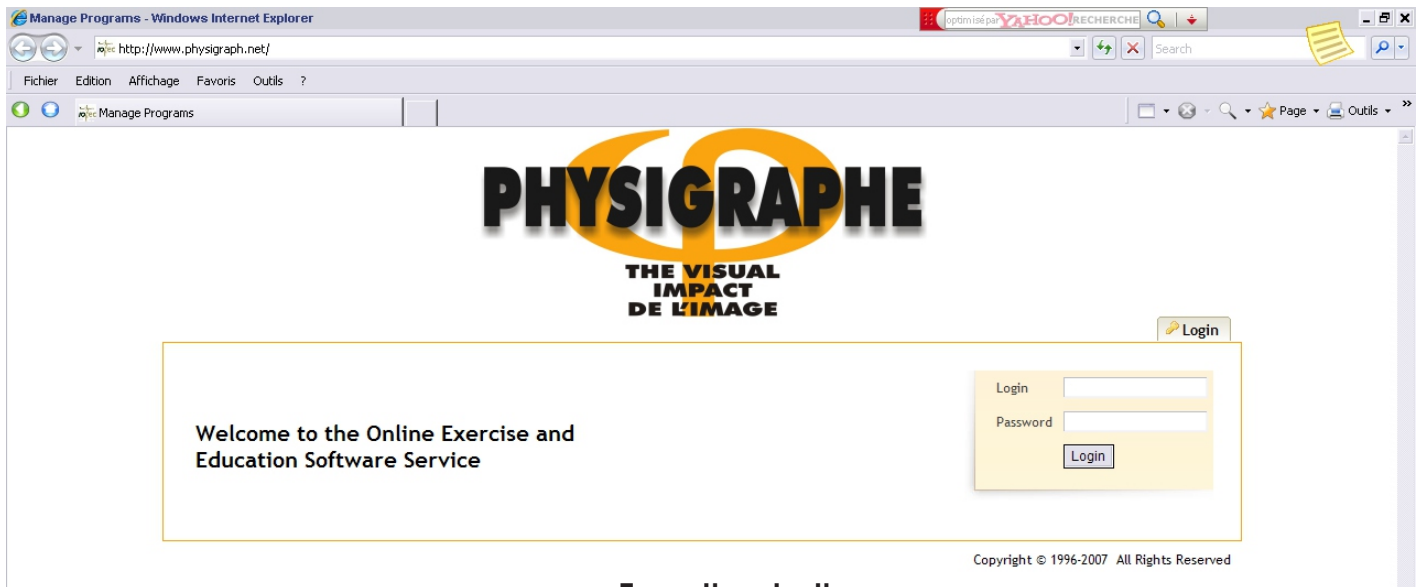 Manage Programs - Windows Internet Explorer
optimisé par YAHOO! RECHERCHE
http://www.physigraph.net/
Search
Fichier Edition Affichage Favoris Outils ?
Manage Programs
Page Outils
PHYSIGRAPHE
THE VISUAL
IMPACT
DE L'IMAGE
Login
Login
Password
Login
Welcome to the Online Exercise and
Education Software Service
Copyright © 1996-2007 All Rights Reserved